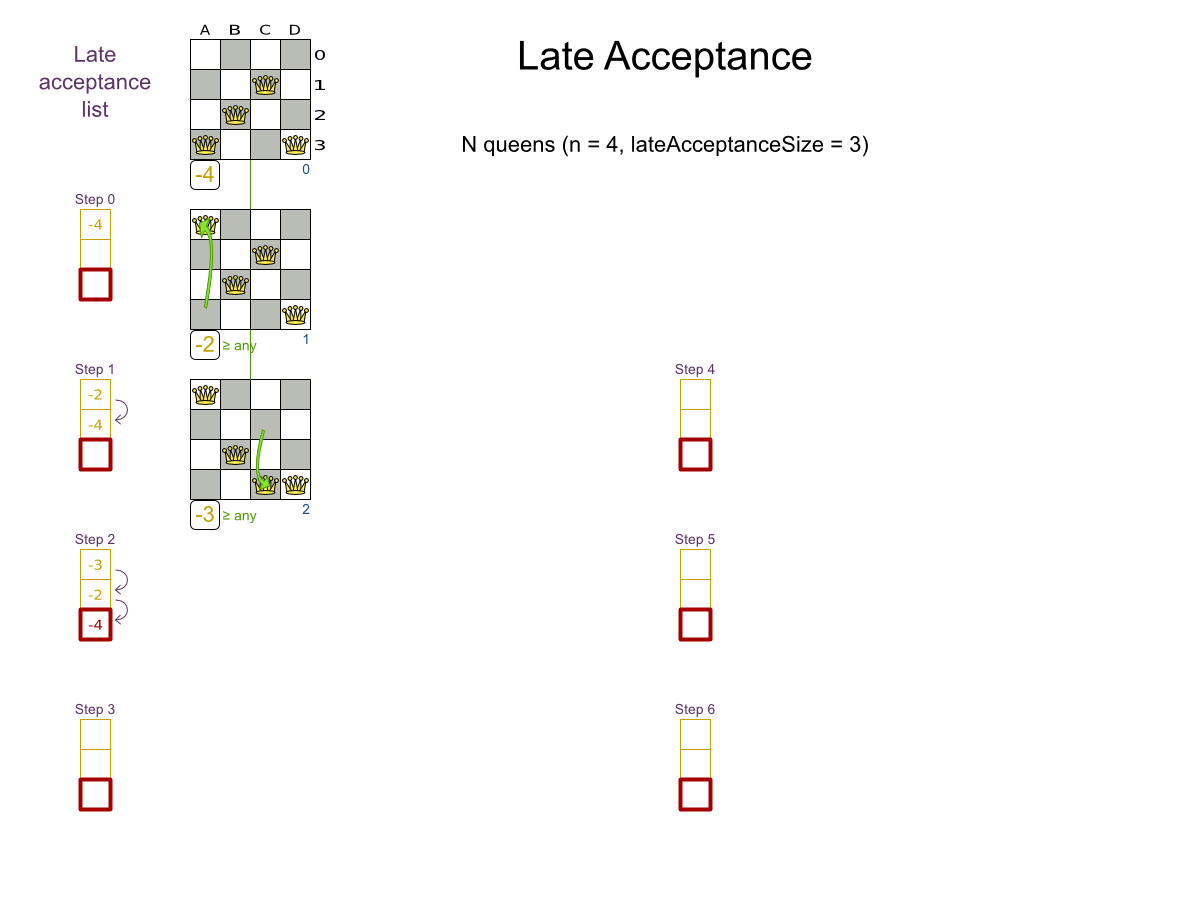 Late Acceptance
N queens (n = 4, lateAcceptanceSize = 3)
Late
acceptance
list
A B C D
0
1
2
3
-4
0
Step 0
-4
-2 ≥ any
1
Step 1
-2
-4
-3 ≥ any
2
Step 2
-3
-2
-4
Step 3
Step 4
Step 5
Step 6